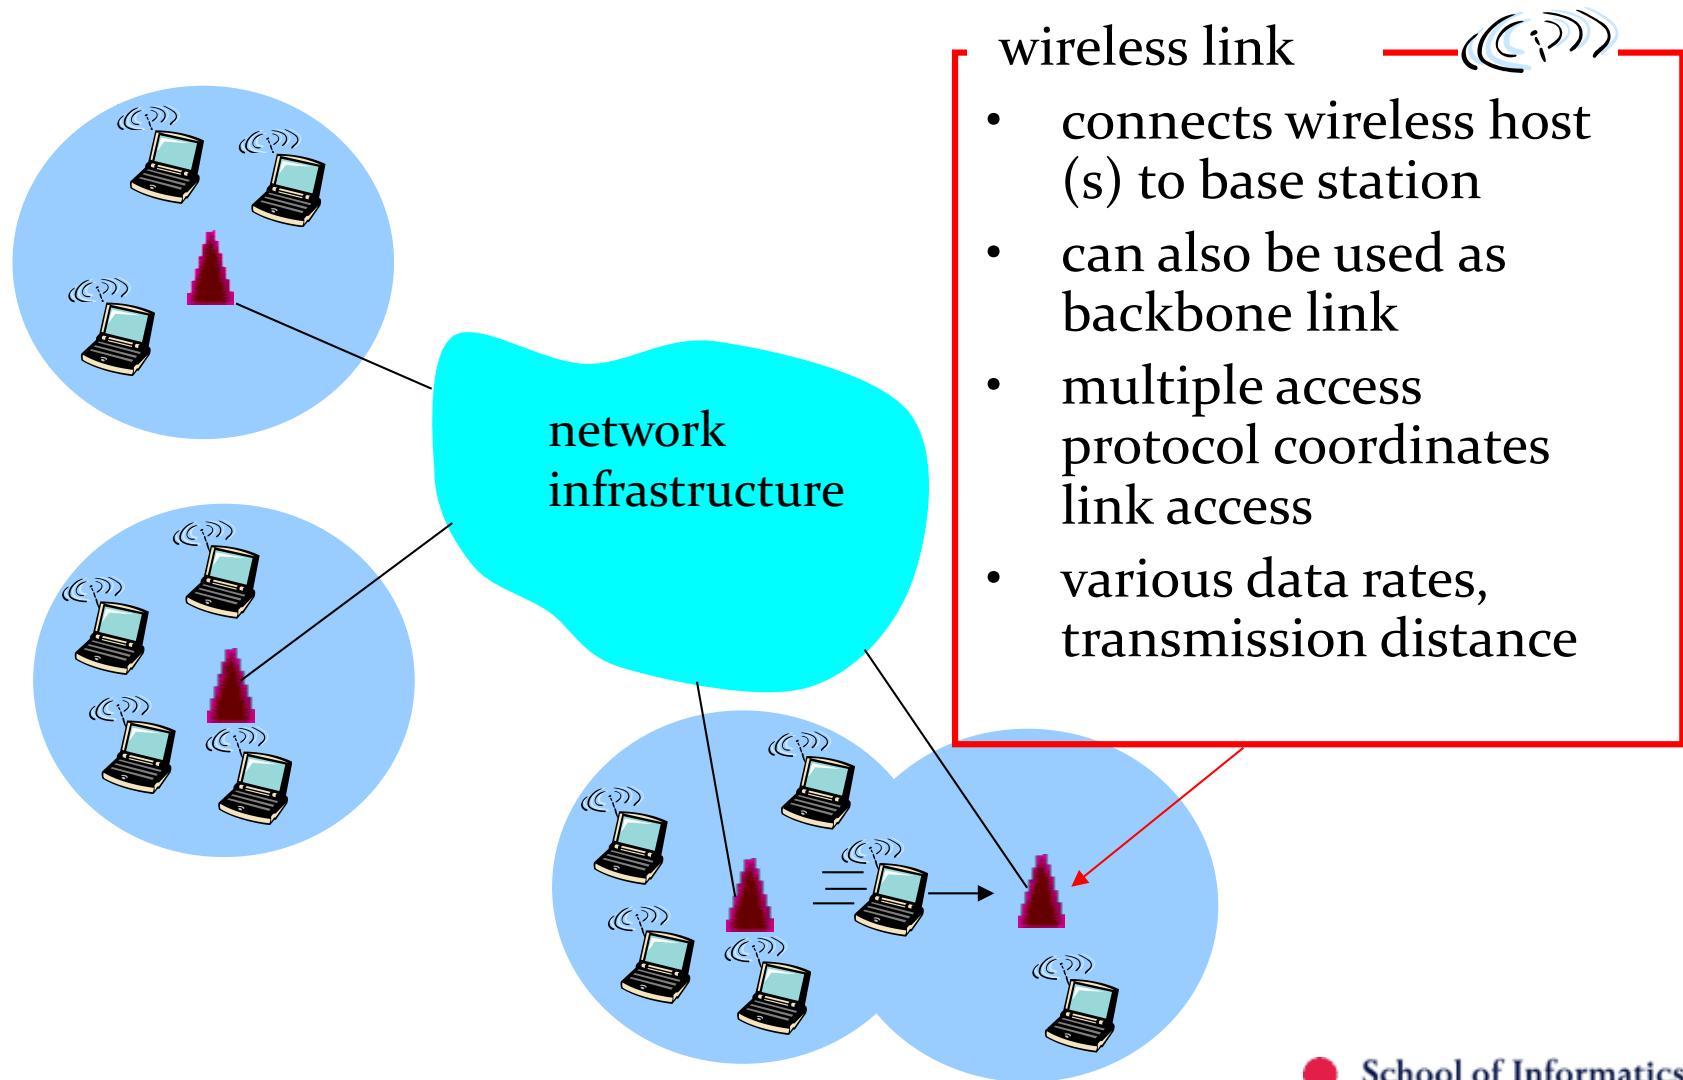 wireless link
• connects wireless host
(s) to base station
• can also be used as
backbone link
• multiple access
protocol coordinates
link access
• various data rates,
transmission distance
network
infrastructure
School of Informatics